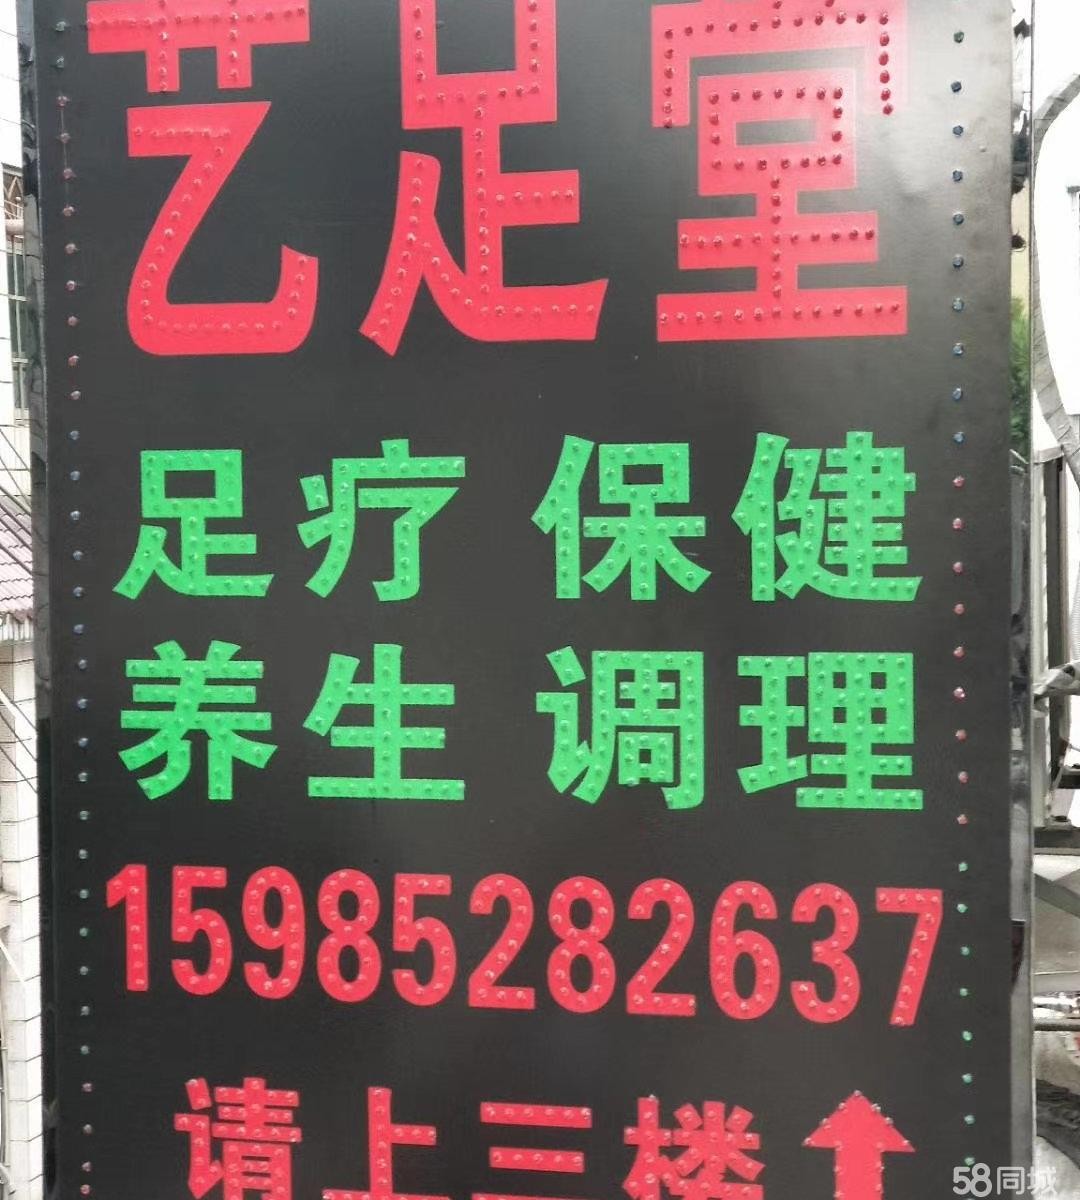 艺足堂
足疗 保健
养生 调理
15985282637
请上三楼
58同城